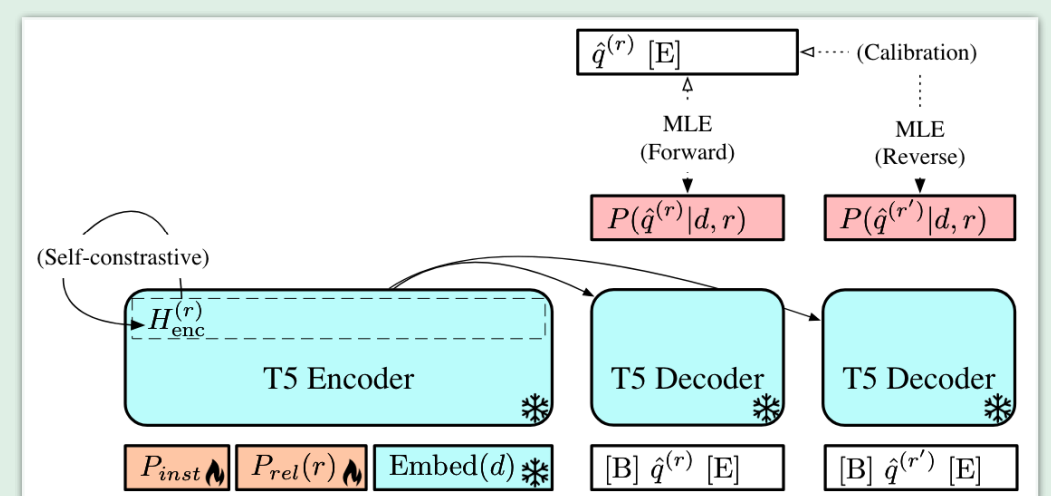 q̂^(r) [E]
(Calibration)
MLE
(Forward)
MLE
(Reverse)
P(q̂^(r)|d, r)
P(q̂^(r′)|d, r)
(Self-constrastive)
H_enc^(r)
T5 Encoder
T5 Decoder
T5 Decoder
P_inst
P_rel(r)
Embed(d)
[B] q̂^(r) [E]
[B] q̂^(r′) [E]